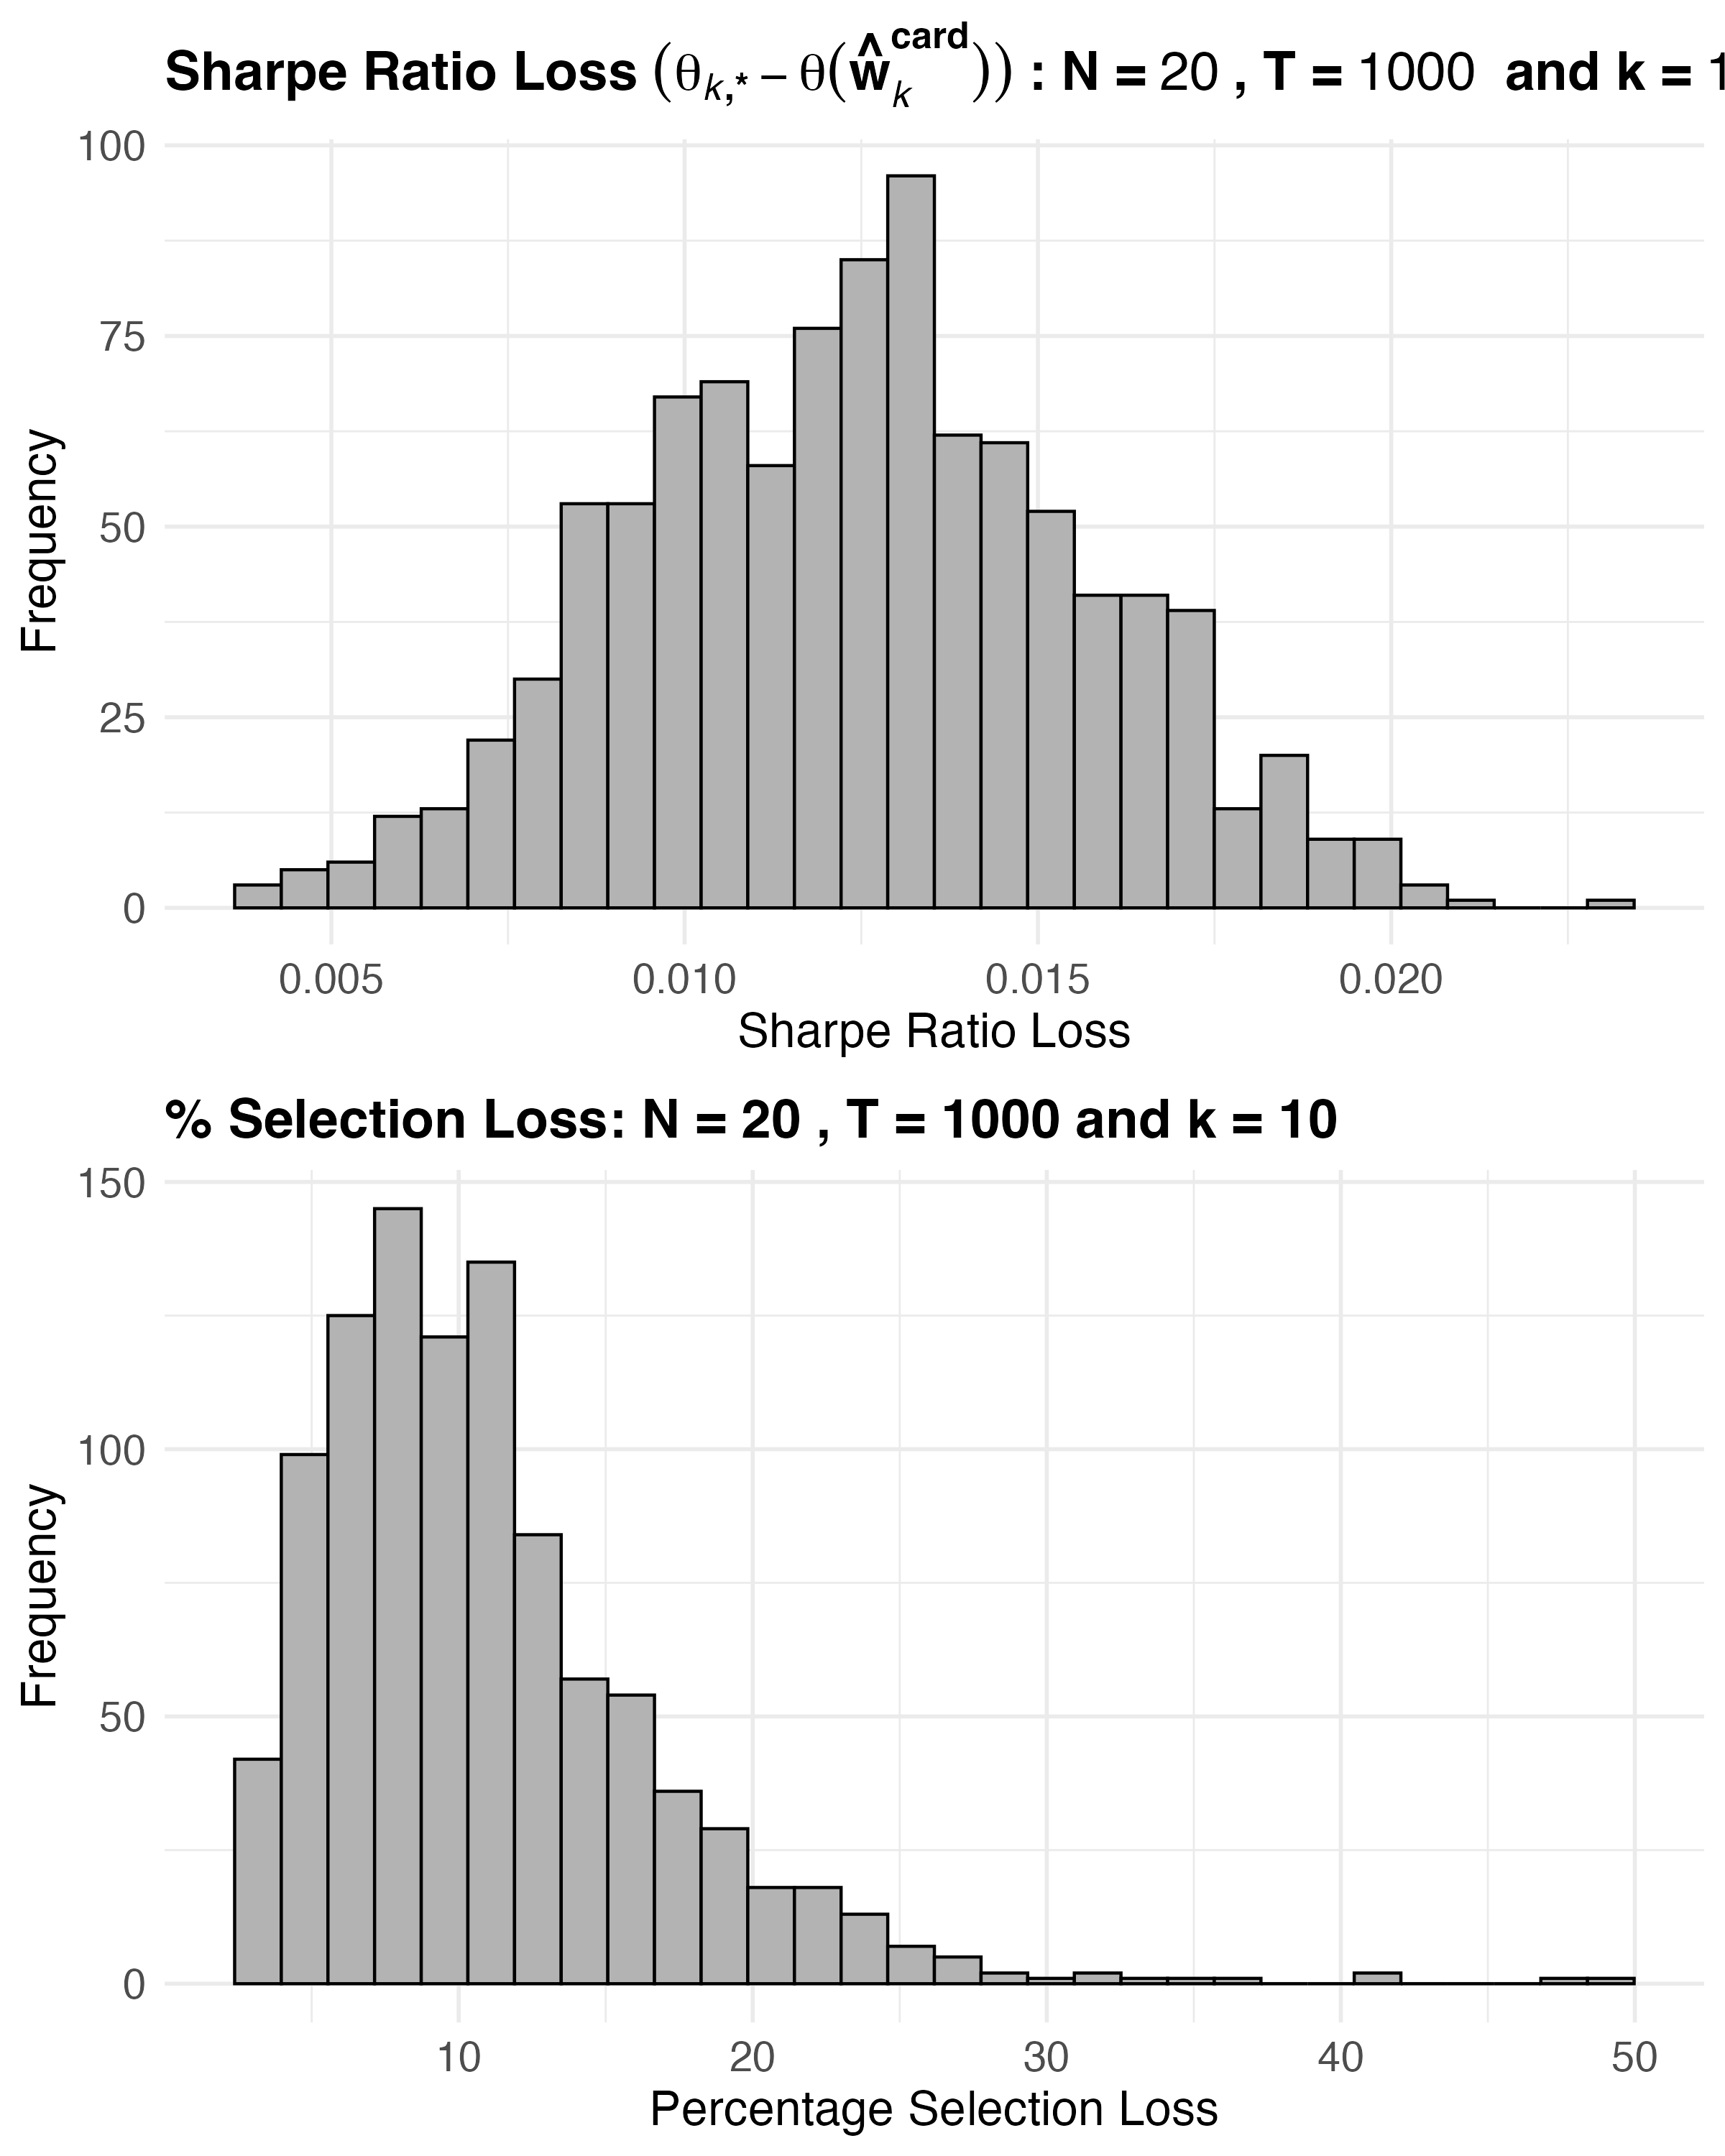 Sharpe Ratio Loss (θk,* − θ(ŵk^card)) : N = 20 , T = 1000 and k = 1
100
75
50
25
0
Frequency
0.005 0.010 0.015 0.020
Sharpe Ratio Loss
% Selection Loss: N = 20 , T = 1000 and k = 10
150
100
50
0
Frequency
10 20 30 40 50
Percentage Selection Loss